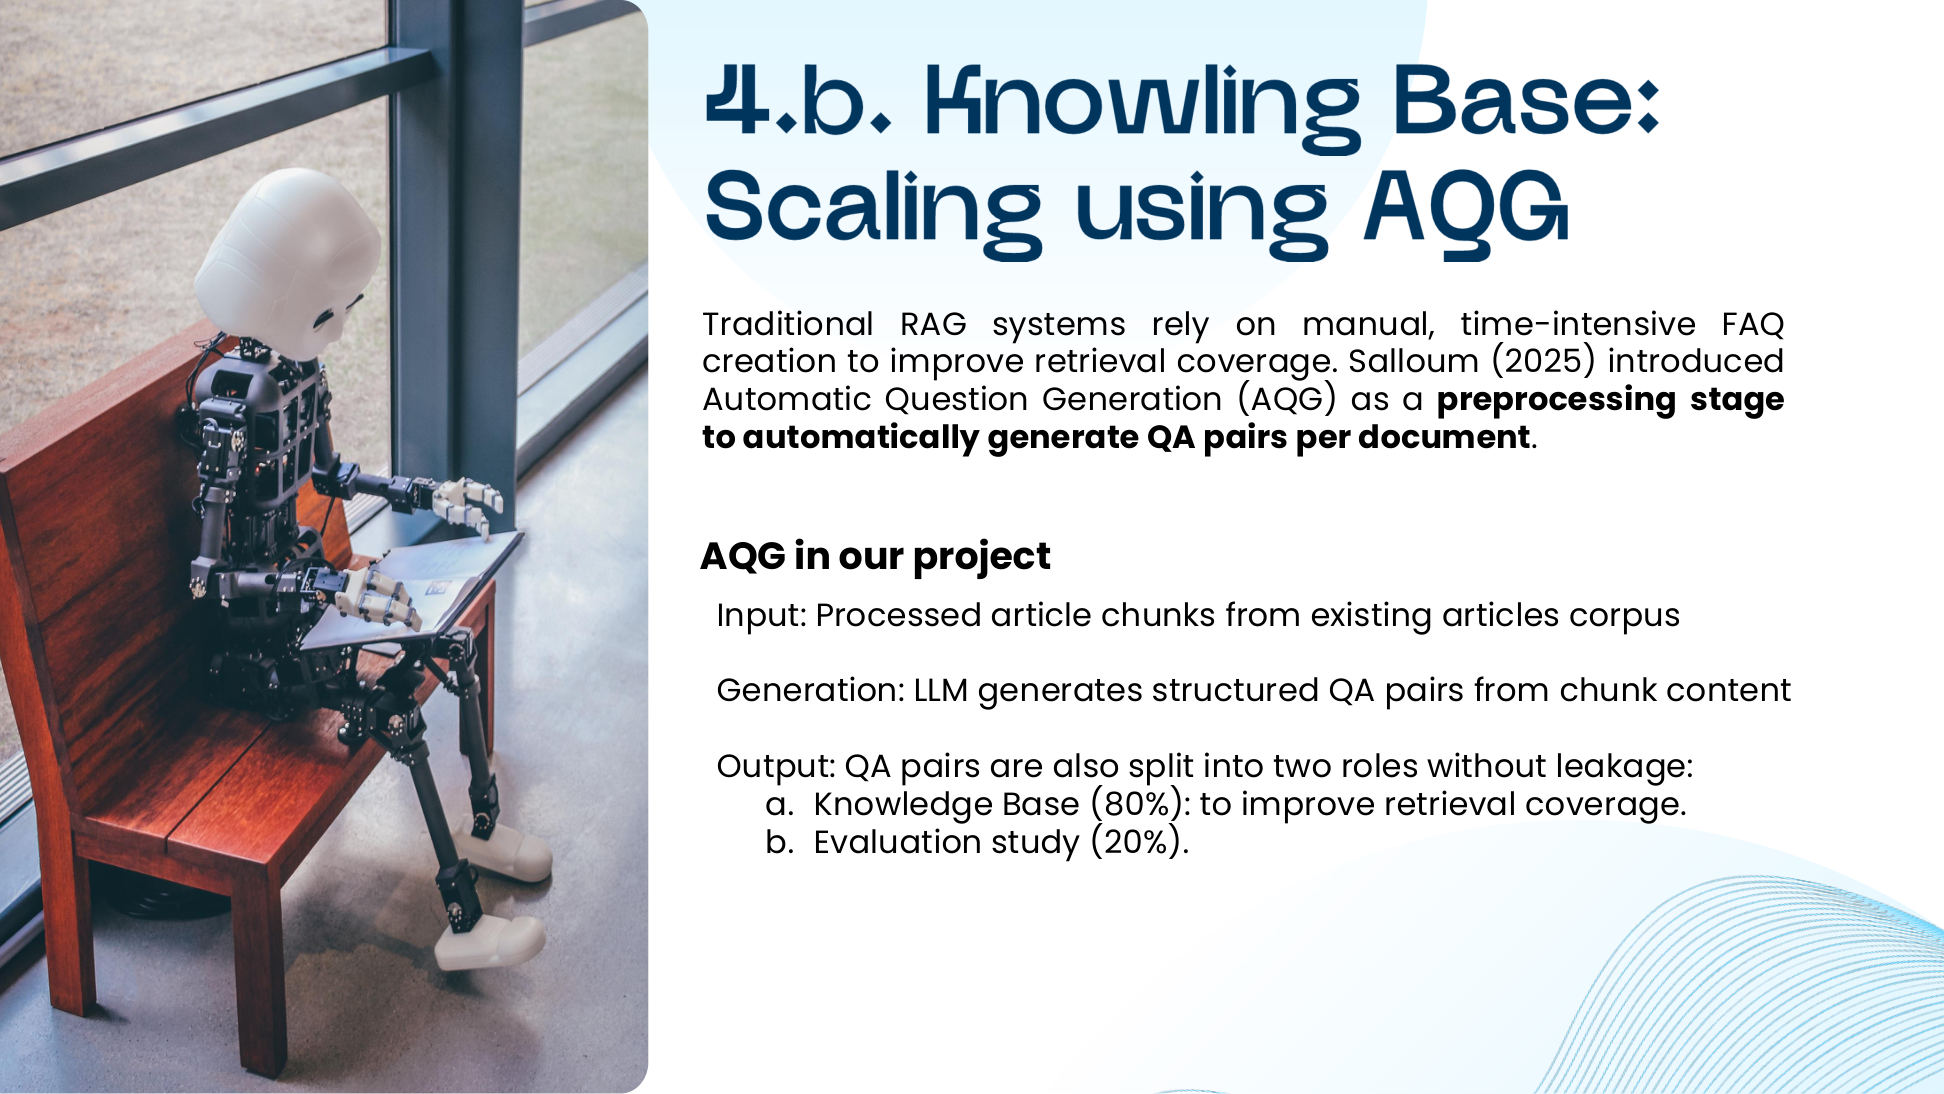 4.b. Knowling Base:
Scaling using AQG
Traditional RAG systems rely on manual, time-intensive FAQ
creation to improve retrieval coverage. Salloum (2025) introduced
Automatic Question Generation (AQG) as a preprocessing stage
to automatically generate QA pairs per document.
AQG in our project
Input: Processed article chunks from existing articles corpus
Generation: LLM generates structured QA pairs from chunk content
Output: QA pairs are also split into two roles without leakage:
a. Knowledge Base (80%): to improve retrieval coverage.
b. Evaluation study (20%).